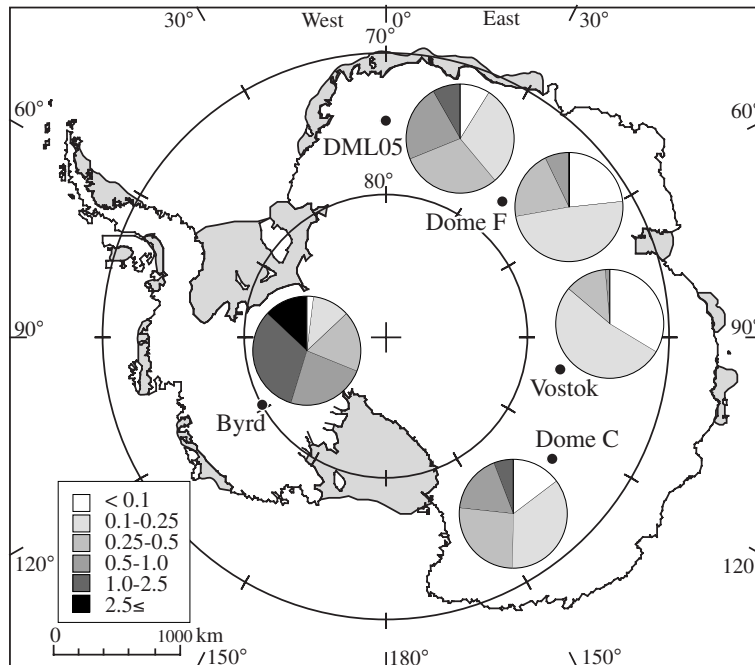 30° West 0° East 30°
70°
60° 60°
DML05
80°
Dome F
90° 90°
Vostok
Byrd
Dome C
< 0.1
0.1-0.25
0.25-0.5
0.5-1.0
1.0-2.5
2.5≤
120° 120°
0 1000 km
150° 180° 150°